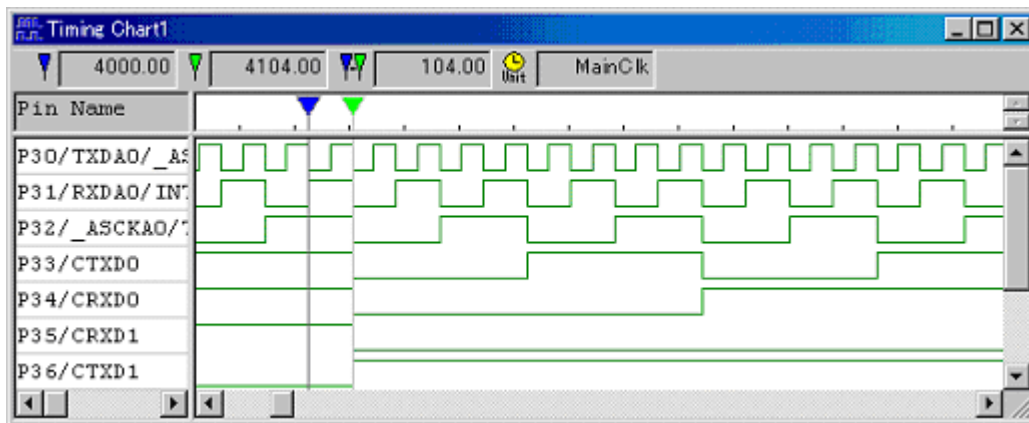 Timing Chart1
4000.00 4104.00 104.00 Unit MainClk
Pin Name
P30/TXDA0/_AS
P31/RXDA0/INT
P32/_ASCKA0/T
P33/CTXD0
P34/CRXD0
P35/CRXD1
P36/CTXD1